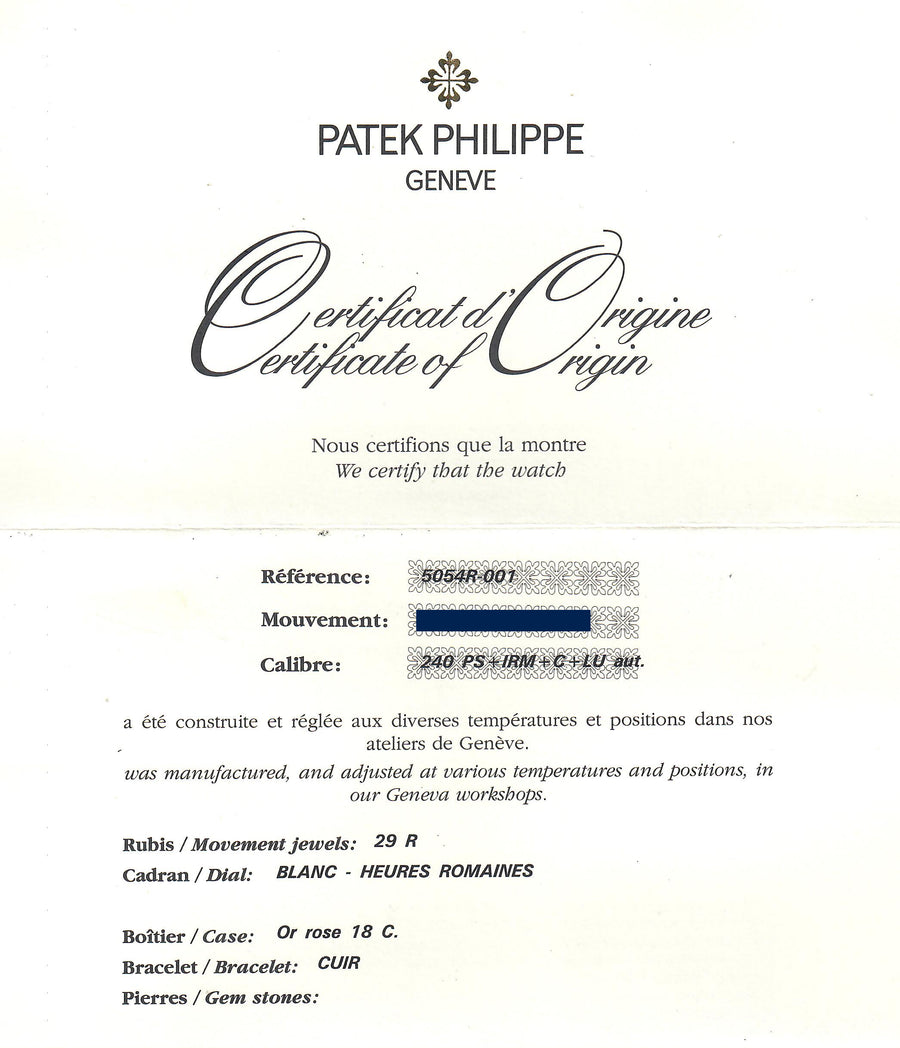 PATEK PHILIPPE
GENEVE
Certificat d'Origine
Certificate of Origin
Nous certifions que la montre
We certify that the watch
Référence: 5054R-001
Mouvement:
Calibre: 240 PS+IRM+C+LU aut.
a été construite et réglée aux diverses températures et positions dans nos
ateliers de Genève.
was manufactured, and adjusted at various temperatures and positions, in
our Geneva workshops.
Rubis / Movement jewels: 29 R
Cadran / Dial: BLANC - HEURES ROMAINES
Boîtier / Case: Or rose 18 C.
Bracelet / Bracelet: CUIR
Pierres / Gem stones: